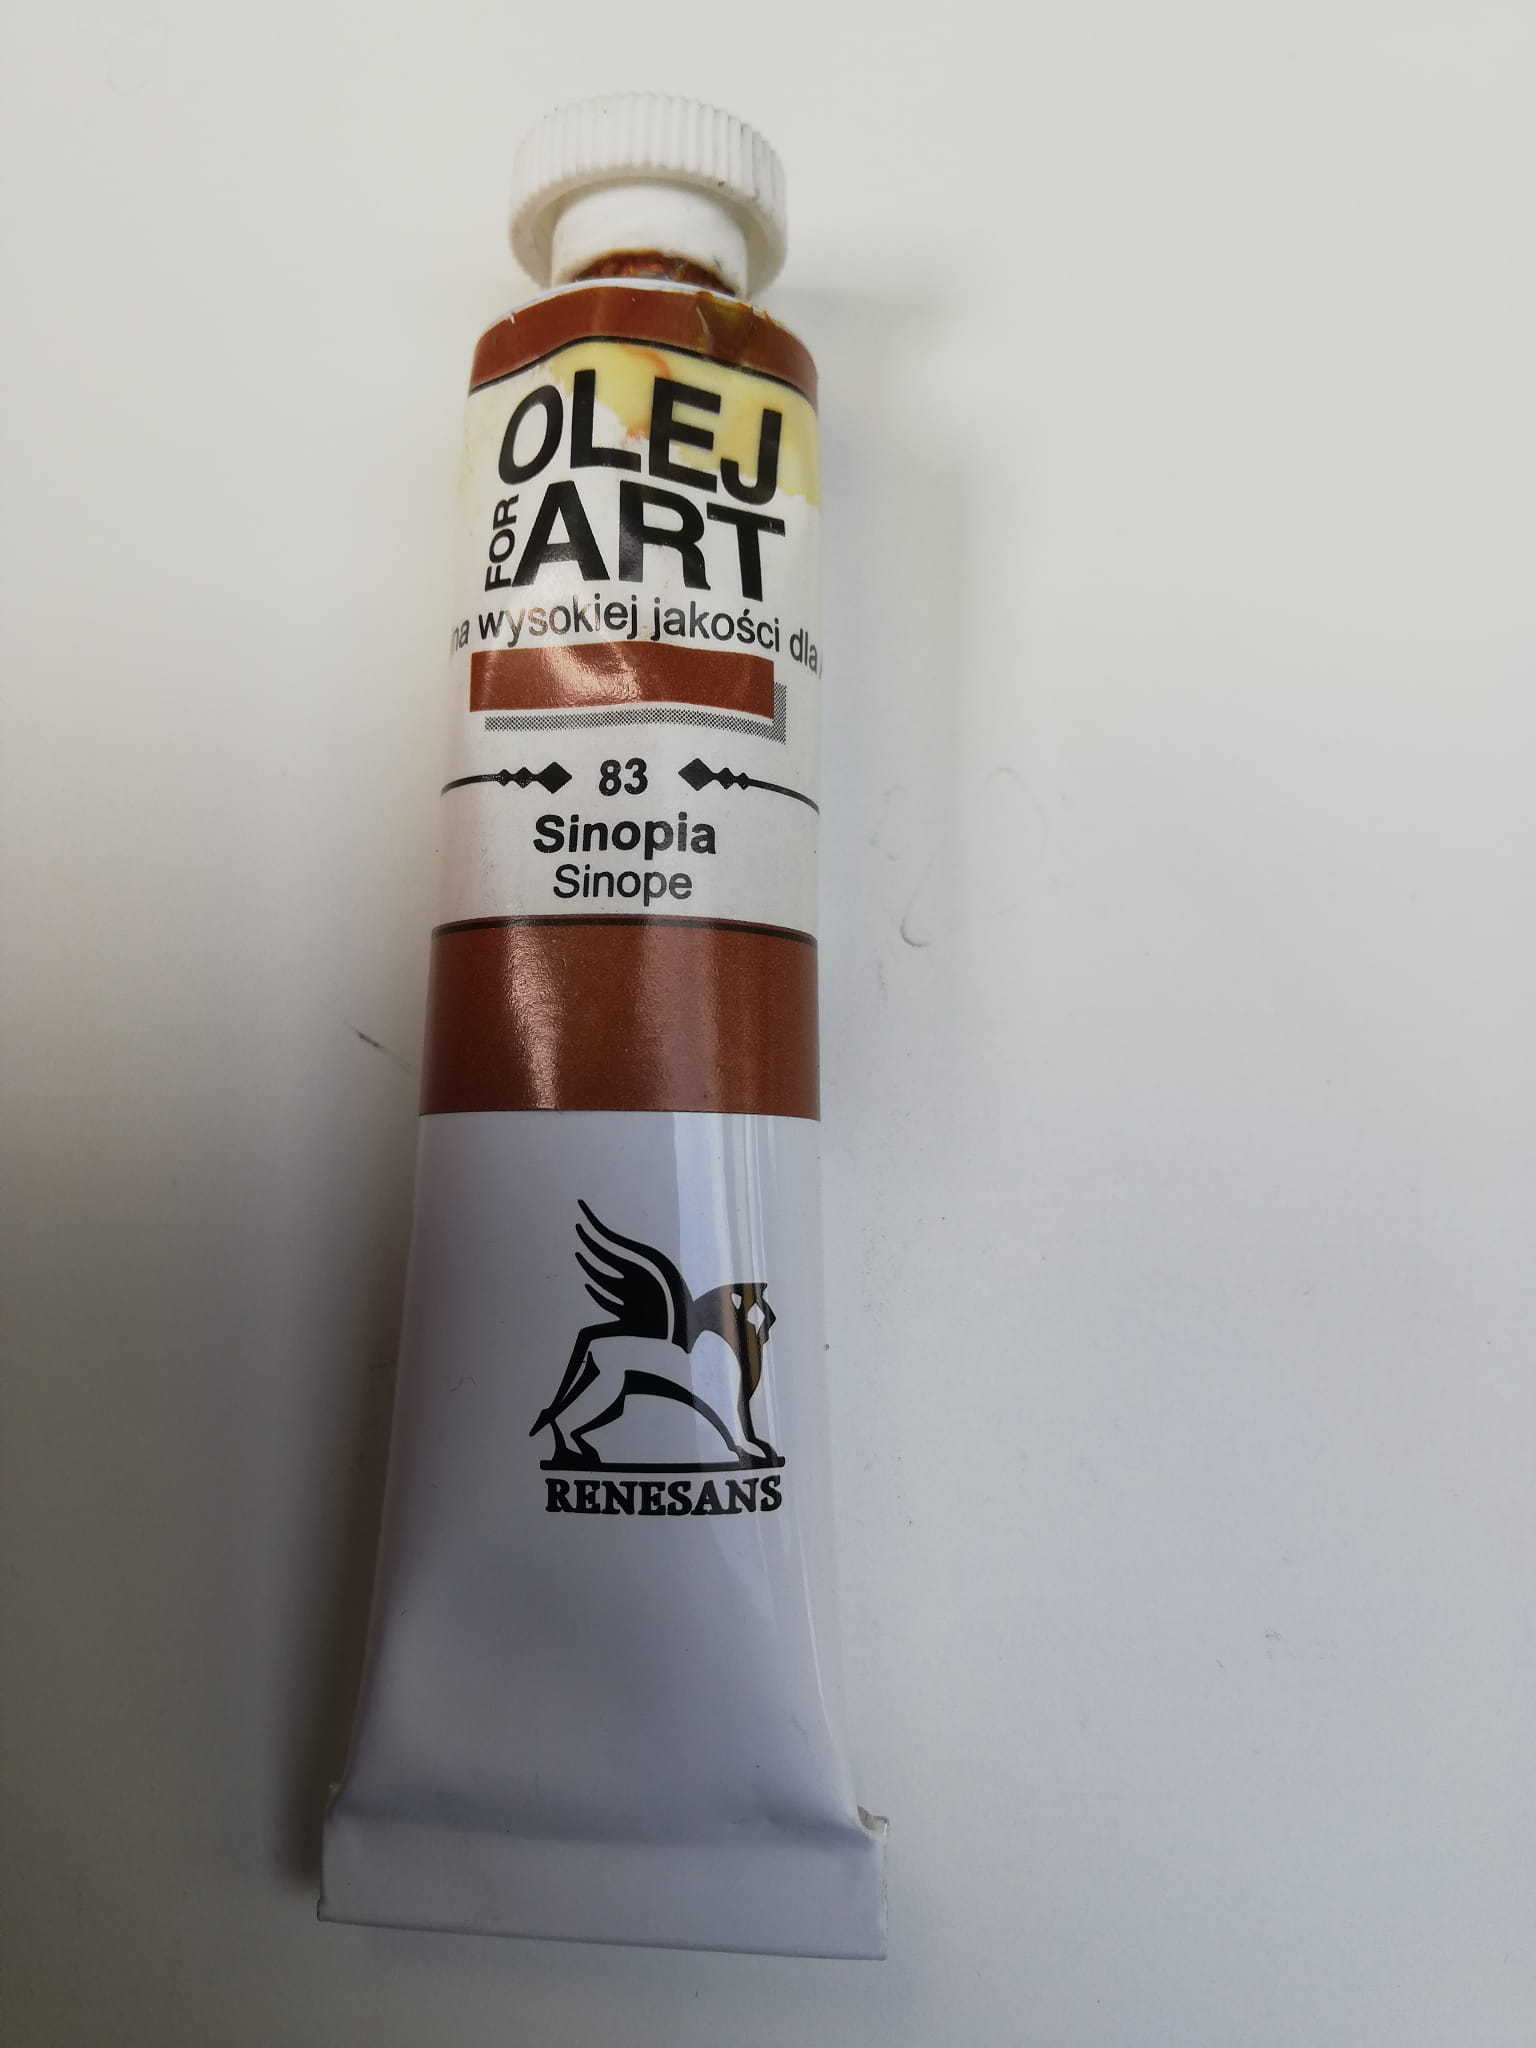 OLEJ
FOR ART
na wysokiej jakości dla
83
Sinopia
Sinope
RENESANS